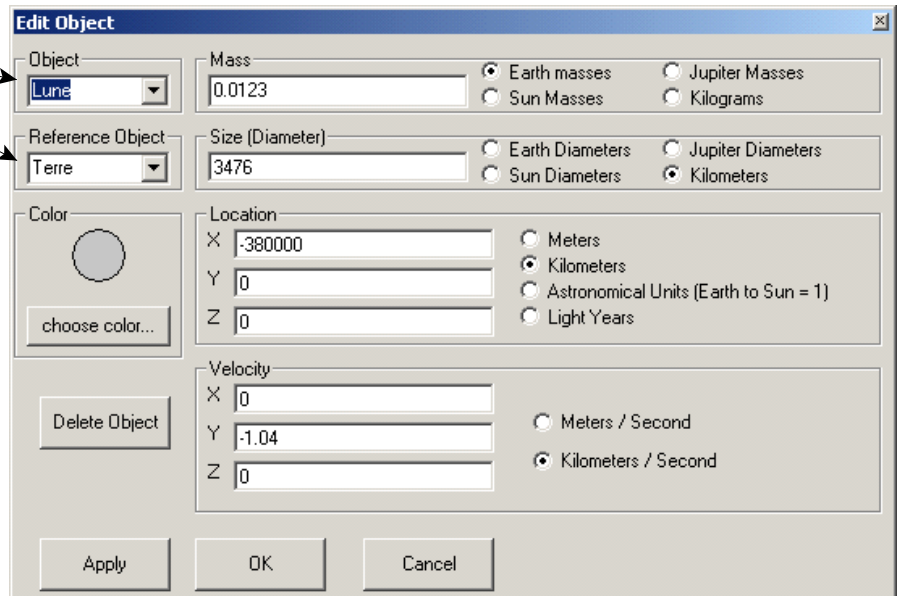 Edit Object
Object
Lune
Mass
0.0123
Earth masses
Jupiter Masses
Sun Masses
Kilograms
Reference Object
Terre
Size (Diameter)
3476
Earth Diameters
Jupiter Diameters
Sun Diameters
Kilometers
Color
choose color...
Location
X -380000
Y 0
Z 0
Meters
Kilometers
Astronomical Units (Earth to Sun = 1)
Light Years
Delete Object
Velocity
X 0
Y -1.04
Z 0
Meters / Second
Kilometers / Second
Apply
OK
Cancel